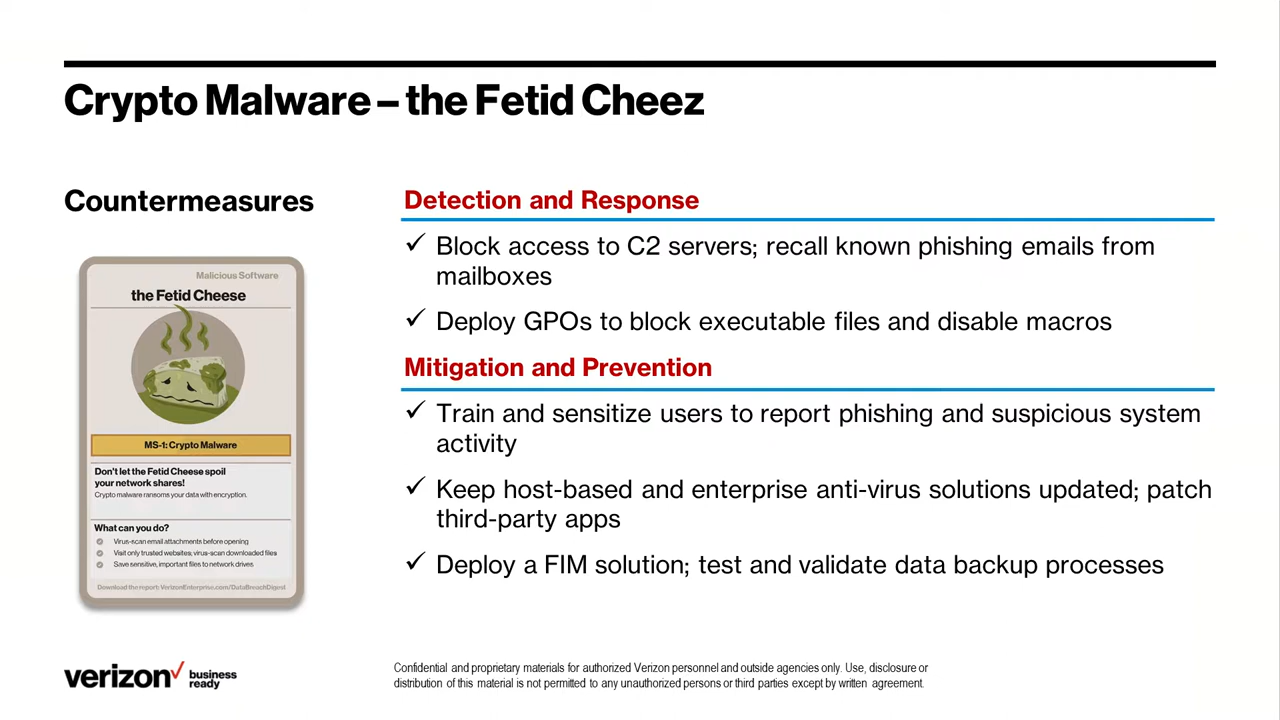 Crypto Malware – the Fetid Cheez
Countermeasures
Malicious Software
the Fetid Cheese
MS-1: Crypto Malware
Don't let the Fetid Cheese spoil
your network shares!
Crypto malware ransoms your data with encryption.
What can you do?
Virus-scan email attachments before opening
Visit only trusted websites; virus-scan downloaded files
Save sensitive, important files to network drives
Download the report: VerizonEnterprise.com/DataBreachDigest
Detection and Response
✓ Block access to C2 servers; recall known phishing emails from
mailboxes
✓ Deploy GPOs to block executable files and disable macros
Mitigation and Prevention
✓ Train and sensitize users to report phishing and suspicious system
activity
✓ Keep host-based and enterprise anti-virus solutions updated; patch
third-party apps
✓ Deploy a FIM solution; test and validate data backup processes
verizon✓ business
ready
Confidential and proprietary materials for authorized Verizon personnel and outside agencies only. Use, disclosure or
distribution of this material is not permitted to any unauthorized persons or third parties except by written agreement.